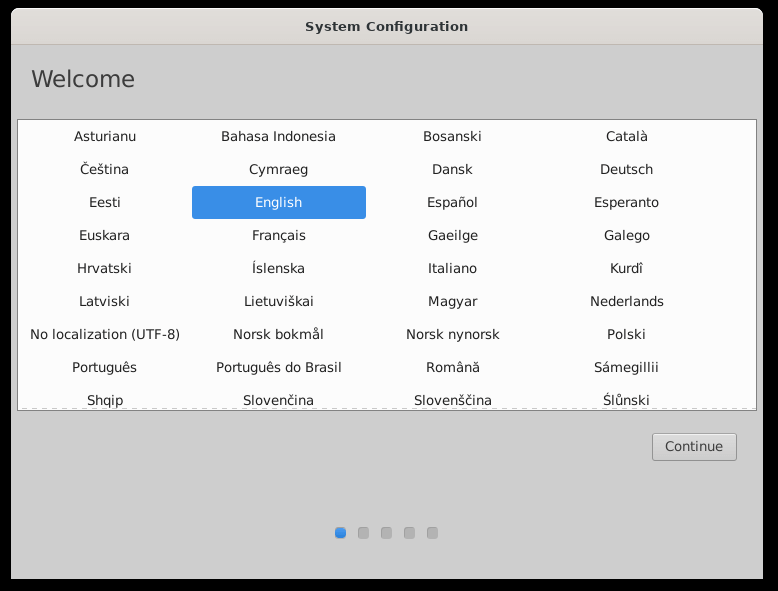 System Configuration
Welcome
Asturianu Bahasa Indonesia Bosanski Català
Čeština Cymraeg Dansk Deutsch
Eesti English Español Esperanto
Euskara Français Gaeilge Galego
Hrvatski Íslenska Italiano Kurdî
Latviski Lietuviškai Magyar Nederlands
No localization (UTF-8) Norsk bokmål Norsk nynorsk Polski
Português Português do Brasil Română Sámegillii
Shqip Slovenčina Slovenščina Ślůnski
Continue